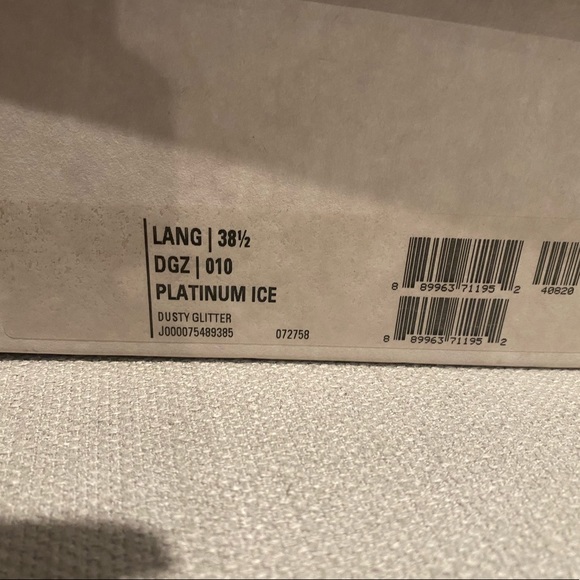 LANG | 38½
DGZ | 010
PLATINUM ICE
DUSTY GLITTER
J000075489385 072758
8 89963 71195 2
40820
8 89963 71195 2